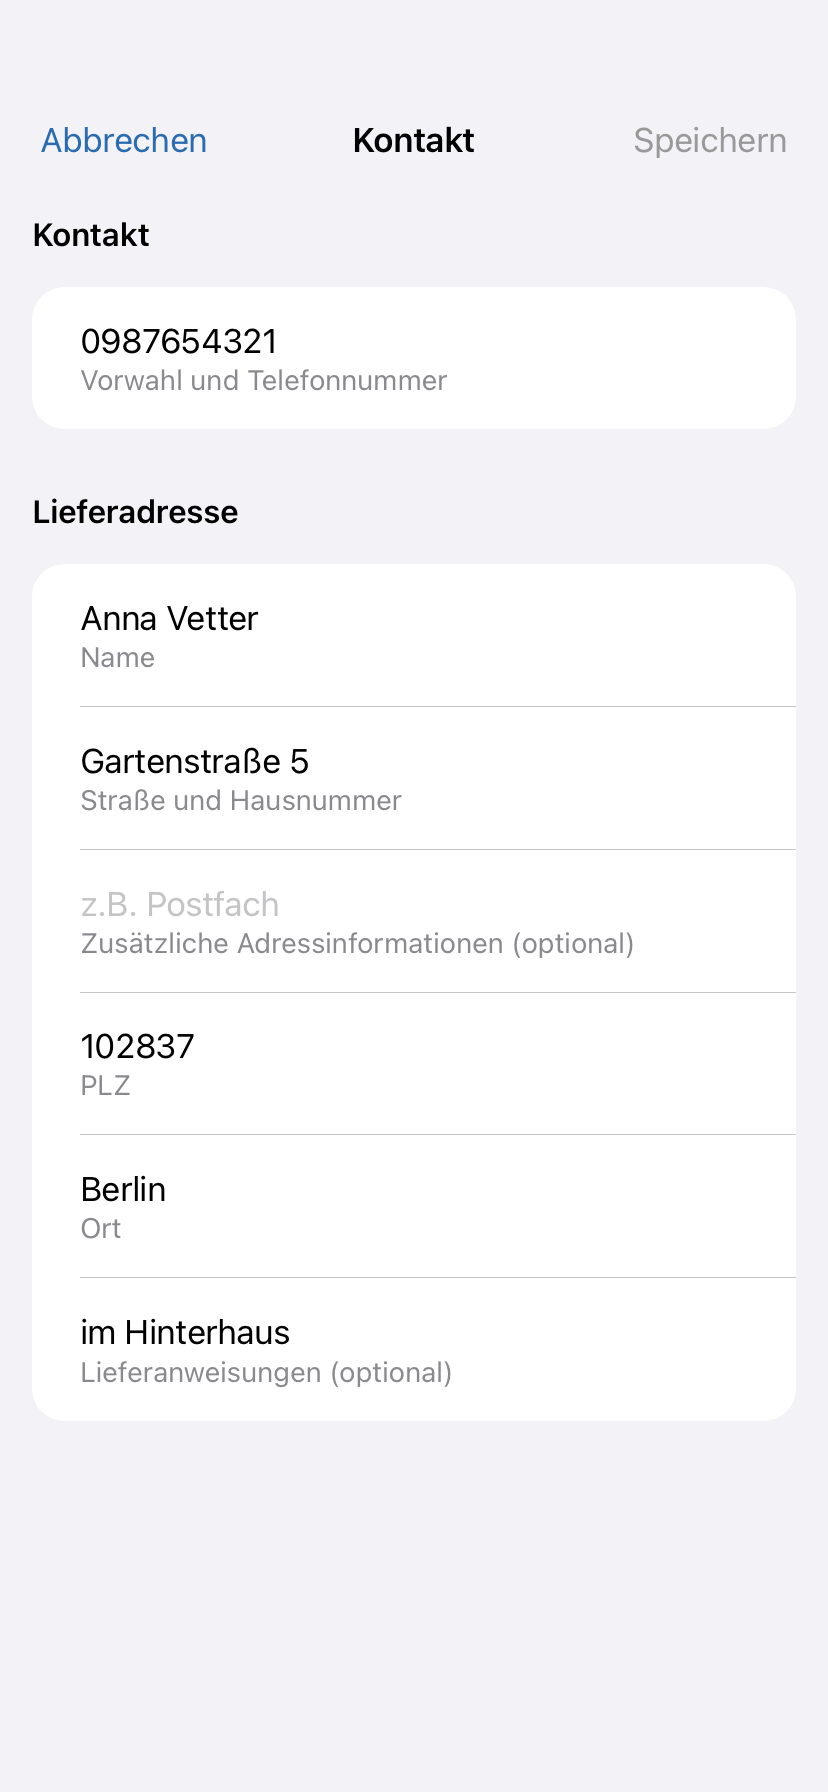 Abbrechen Kontakt Speichern
Kontakt
0987654321
Vorwahl und Telefonnummer
Lieferadresse
Anna Vetter
Name
Gartenstraße 5
Straße und Hausnummer
z.B. Postfach
Zusätzliche Adressinformationen (optional)
102837
PLZ
Berlin
Ort
im Hinterhaus
Lieferanweisungen (optional)